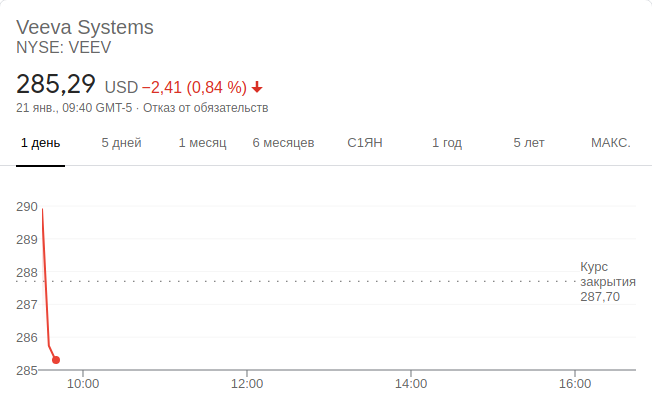 Veeva Systems
NYSE: VEEV
285,29 USD −2,41 (0,84 %)
21 янв., 09:40 GMT-5 · Отказ от обязательств
1 день 5 дней 1 месяц 6 месяцев С1ЯН 1 год 5 лет МАКС.
290
289
288
287
286
285
Курс
закрытия
287,70
10:00 12:00 14:00 16:00